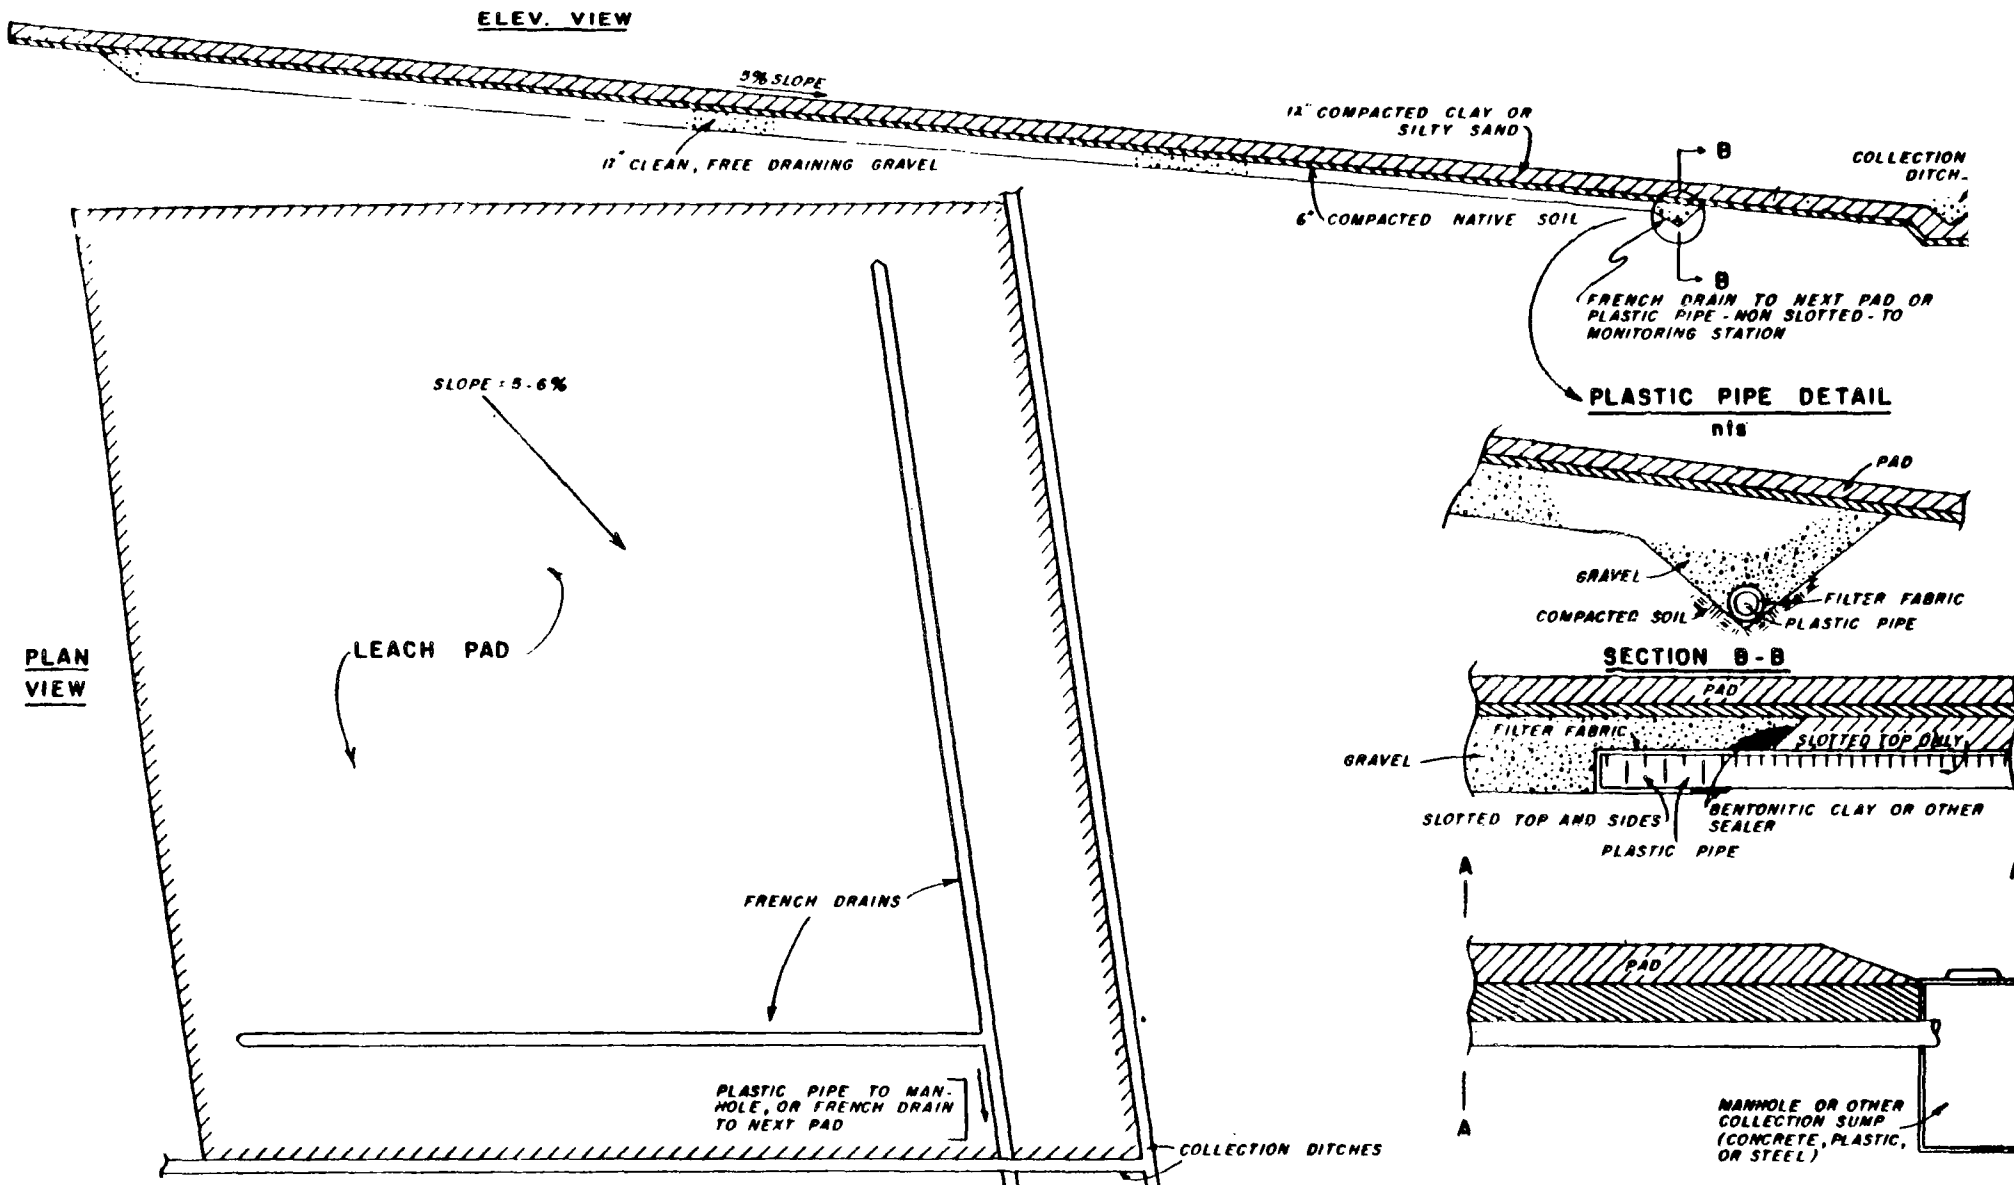 ELEV. VIEW
5% SLOPE
12" CLEAN, FREE DRAINING GRAVEL
12" COMPACTED CLAY OR
SILTY SAND
6" COMPACTED NATIVE SOIL
B
B
COLLECTION
DITCH
FRENCH DRAIN TO NEXT PAD OR
PLASTIC PIPE - NON SLOTTED - TO
MONITORING STATION
PLAN
VIEW
SLOPE = 5-6%
LEACH PAD
FRENCH DRAINS
PLASTIC PIPE TO MAN-
HOLE, OR FRENCH DRAIN
TO NEXT PAD
COLLECTION DITCHES
PLASTIC PIPE DETAIL
nts
PAD
GRAVEL
FILTER FABRIC
COMPACTED SOIL
PLASTIC PIPE
SECTION B-B
PAD
FILTER FABRIC
SLOTTED TOP ONLY
GRAVEL
SLOTTED TOP AND SIDES
BENTONITIC CLAY OR OTHER
SEALER
PLASTIC PIPE
A
PAD
A
MANHOLE OR OTHER
COLLECTION SUMP
(CONCRETE, PLASTIC,
OR STEEL)